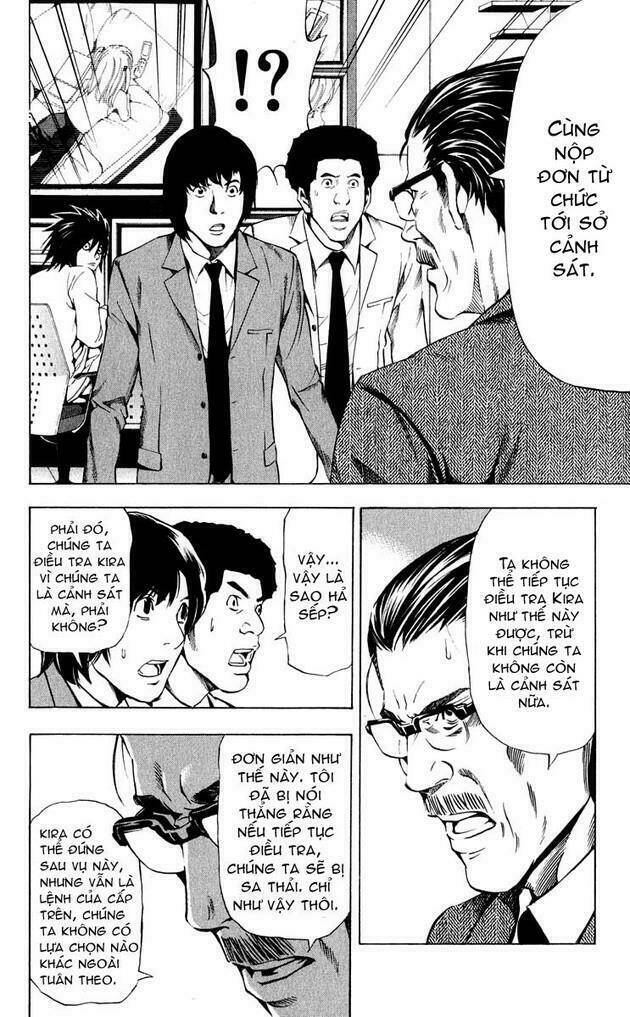 CÙNG
NỘP
ĐƠN TỪ
CHỨC
TỚI SỞ
CẢNH
SÁT.
!?
TA KHÔNG
THỂ TIẾP TỤC
ĐIỀU TRA KIRA
NHƯ THẾ NÀY
ĐƯỢC, TRỪ
KHI CHÚNG TA
KHÔNG CÒN
LÀ CẢNH SÁT
NỮA.
VẬY...
VẬY LÀ
SAO HẢ
SẾP?
PHẢI ĐÓ,
CHÚNG TA
ĐIỀU TRA KIRA
VÌ CHÚNG TA
LÀ CẢNH SÁT
MÀ, PHẢI
KHÔNG?
ĐƠN GIẢN NHƯ
THẾ NÀY. TÔI
ĐÃ BỊ NÓI
THẲNG RẰNG
NẾU TIẾP TỤC
ĐIỀU TRA,
CHÚNG TA SẼ BỊ
SA THẢI. CHỈ
NHƯ VẬY THÔI.
KIRA CÓ
THỂ ĐỨNG
SAU VỤ NÀY,
NHƯNG VẪN LÀ
LỆNH CỦA CẤP
TRÊN, CHÚNG
TA KHÔNG CÓ
LỰA CHỌN NÀO
KHÁC NGOÀI
TUÂN THEO.